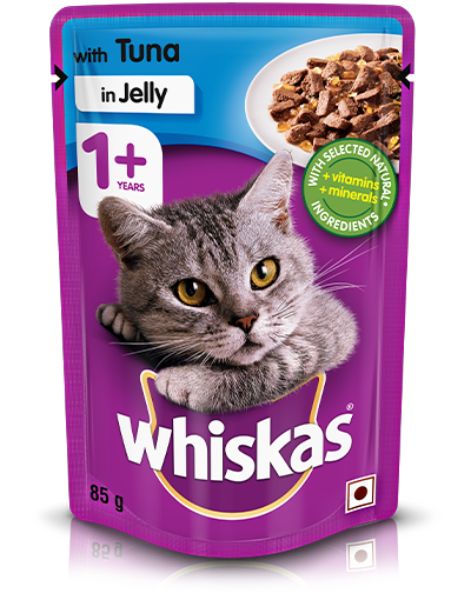 with Tuna
in Jelly
1+
YEARS
WITH SELECTED NATURAL
+ vitamins
+ minerals
INGREDIENTS
whiskas®
85 g